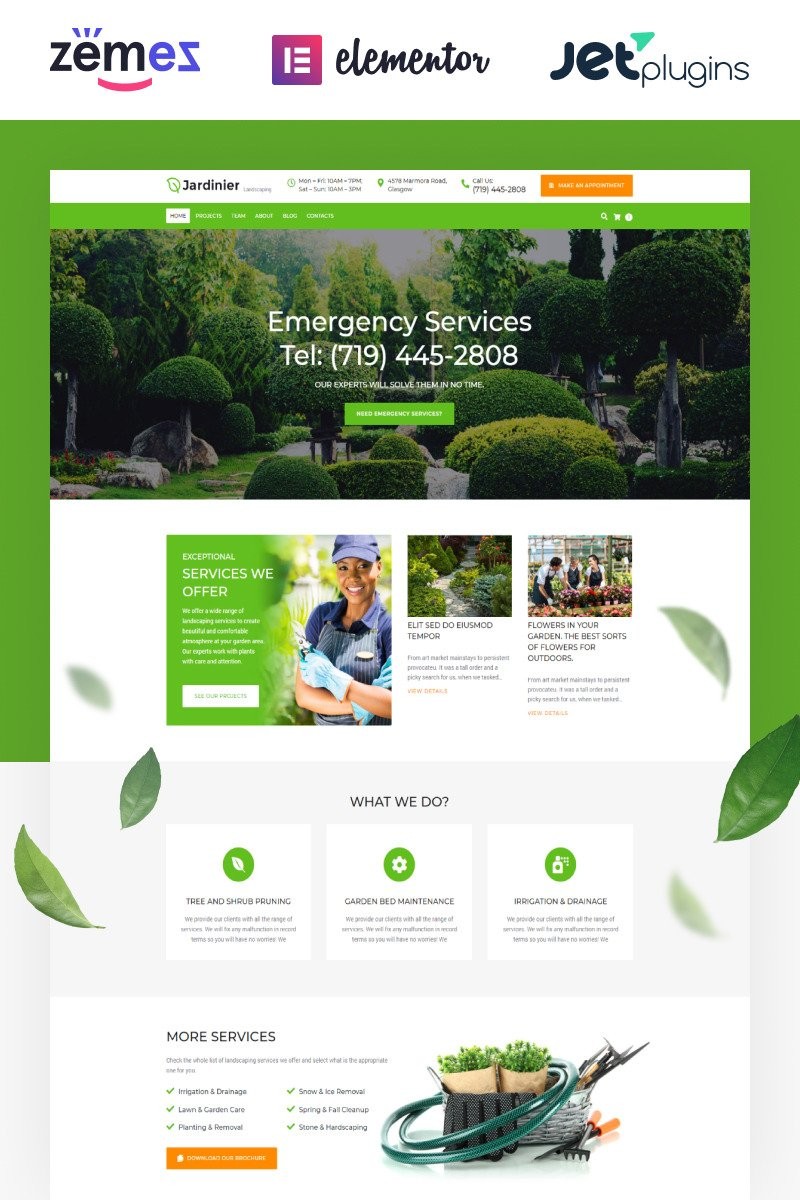 zemez
elementor
Jetplugins
Jardinier Landscaping
Mon – Fri: 10AM – 7PM;
Sat – Sun: 10AM – 3PM
4578 Marmora Road,
Glasgow
Call Us:
(719) 445-2808
MAKE AN APPOINTMENT
HOME PROJECTS TEAM ABOUT BLOG CONTACTS
Emergency Services
Tel: (719) 445-2808
OUR EXPERTS WILL SOLVE THEM IN NO TIME.
NEED EMERGENCY SERVICES?
EXCEPTIONAL
SERVICES WE
OFFER
We offer a wide range of
landscaping services to create
beautiful and comfortable
atmosphere at your garden area.
Our experts work with plants
with care and attention.
SEE OUR PROJECTS
ELIT SED DO EIUSMOD
TEMPOR
From art market mainstays to persistent
provocateu. It was a tall order and a
picky search for us, when we tasked...
VIEW DETAILS
FLOWERS IN YOUR
GARDEN. THE BEST SORTS
OF FLOWERS FOR
OUTDOORS.
From art market mainstays to persistent
provocateu. It was a tall order and a
picky search for us, when we tasked...
VIEW DETAILS
WHAT WE DO?
TREE AND SHRUB PRUNING
We provide our clients with all the range of
services. We will fix any malfunction in record
terms so you will have no worries! We
GARDEN BED MAINTENANCE
We provide our clients with all the range of
services. We will fix any malfunction in record
terms so you will have no worries! We
IRRIGATION & DRAINAGE
We provide our clients with all the range of
services. We will fix any malfunction in record
terms so you will have no worries! We
MORE SERVICES
Check the whole list of landscaping services we offer and select what is the appropriate
one for you.
Irrigation & Drainage
Lawn & Garden Care
Planting & Removal
Snow & Ice Removal
Spring & Fall Cleanup
Stone & Hardscaping
DOWNLOAD OUR BROCHURE